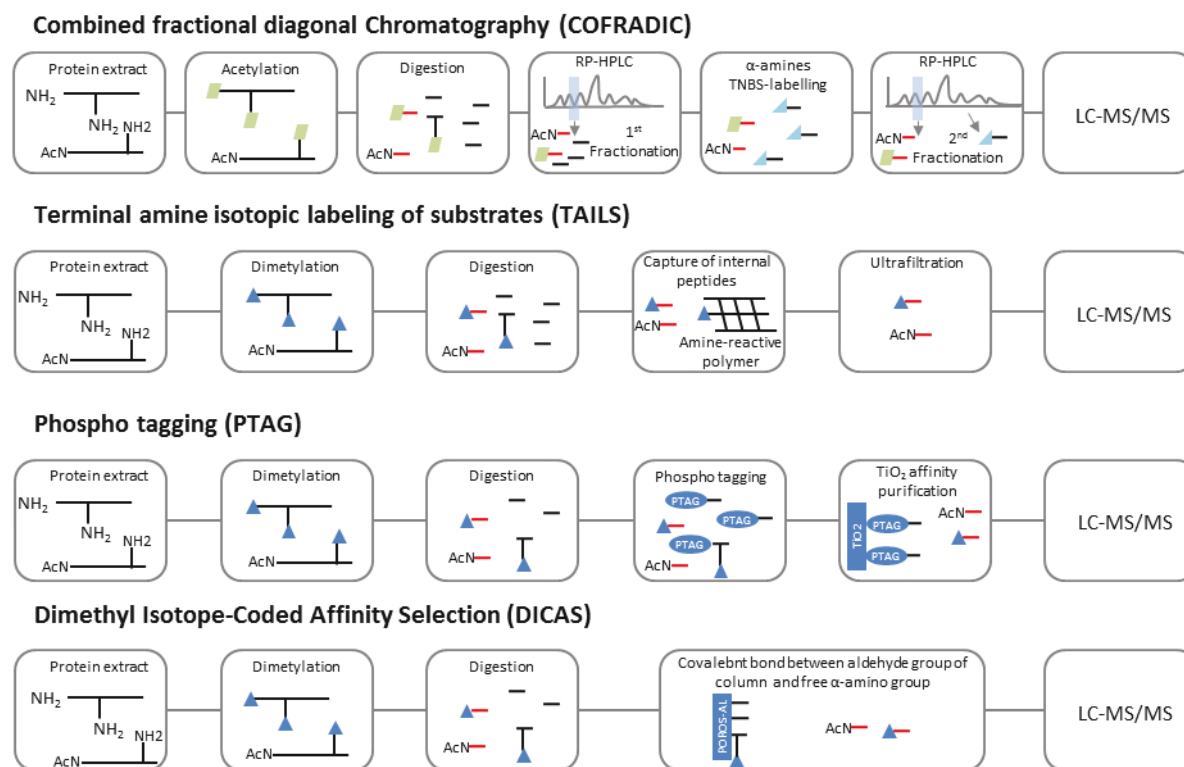 Combined fractional diagonal Chromatography (COFRADIC)
Protein extract
NH2
NH2
NH2
AcN
Acetylation
Digestion
AcN
RP-HPLC
AcN
1st
Fractionation
α-amines
TNBS-labelling
AcN
RP-HPLC
AcN
2nd
Fractionation
LC-MS/MS
Terminal amine isotopic labeling of substrates (TAILS)
Protein extract
NH2
NH2
NH2
AcN
Dimetylation
AcN
Digestion
AcN
Capture of internal
peptides
AcN
Amine-reactive
polymer
Ultrafiltration
AcN
LC-MS/MS
Phospho tagging (PTAG)
Protein extract
NH2
NH2
NH2
AcN
Dimetylation
AcN
Digestion
AcN
Phospho tagging
PTAG
PTAG
PTAG
AcN
TiO2 affinity
purification
TiO2
PTAG
PTAG
AcN
LC-MS/MS
Dimethyl Isotope-Coded Affinity Selection (DICAS)
Protein extract
NH2
NH2
NH2
AcN
Dimetylation
AcN
Digestion
AcN
Covalebnt bond between aldehyde group of
column and free α-amino group
POROS-AL
AcN
LC-MS/MS